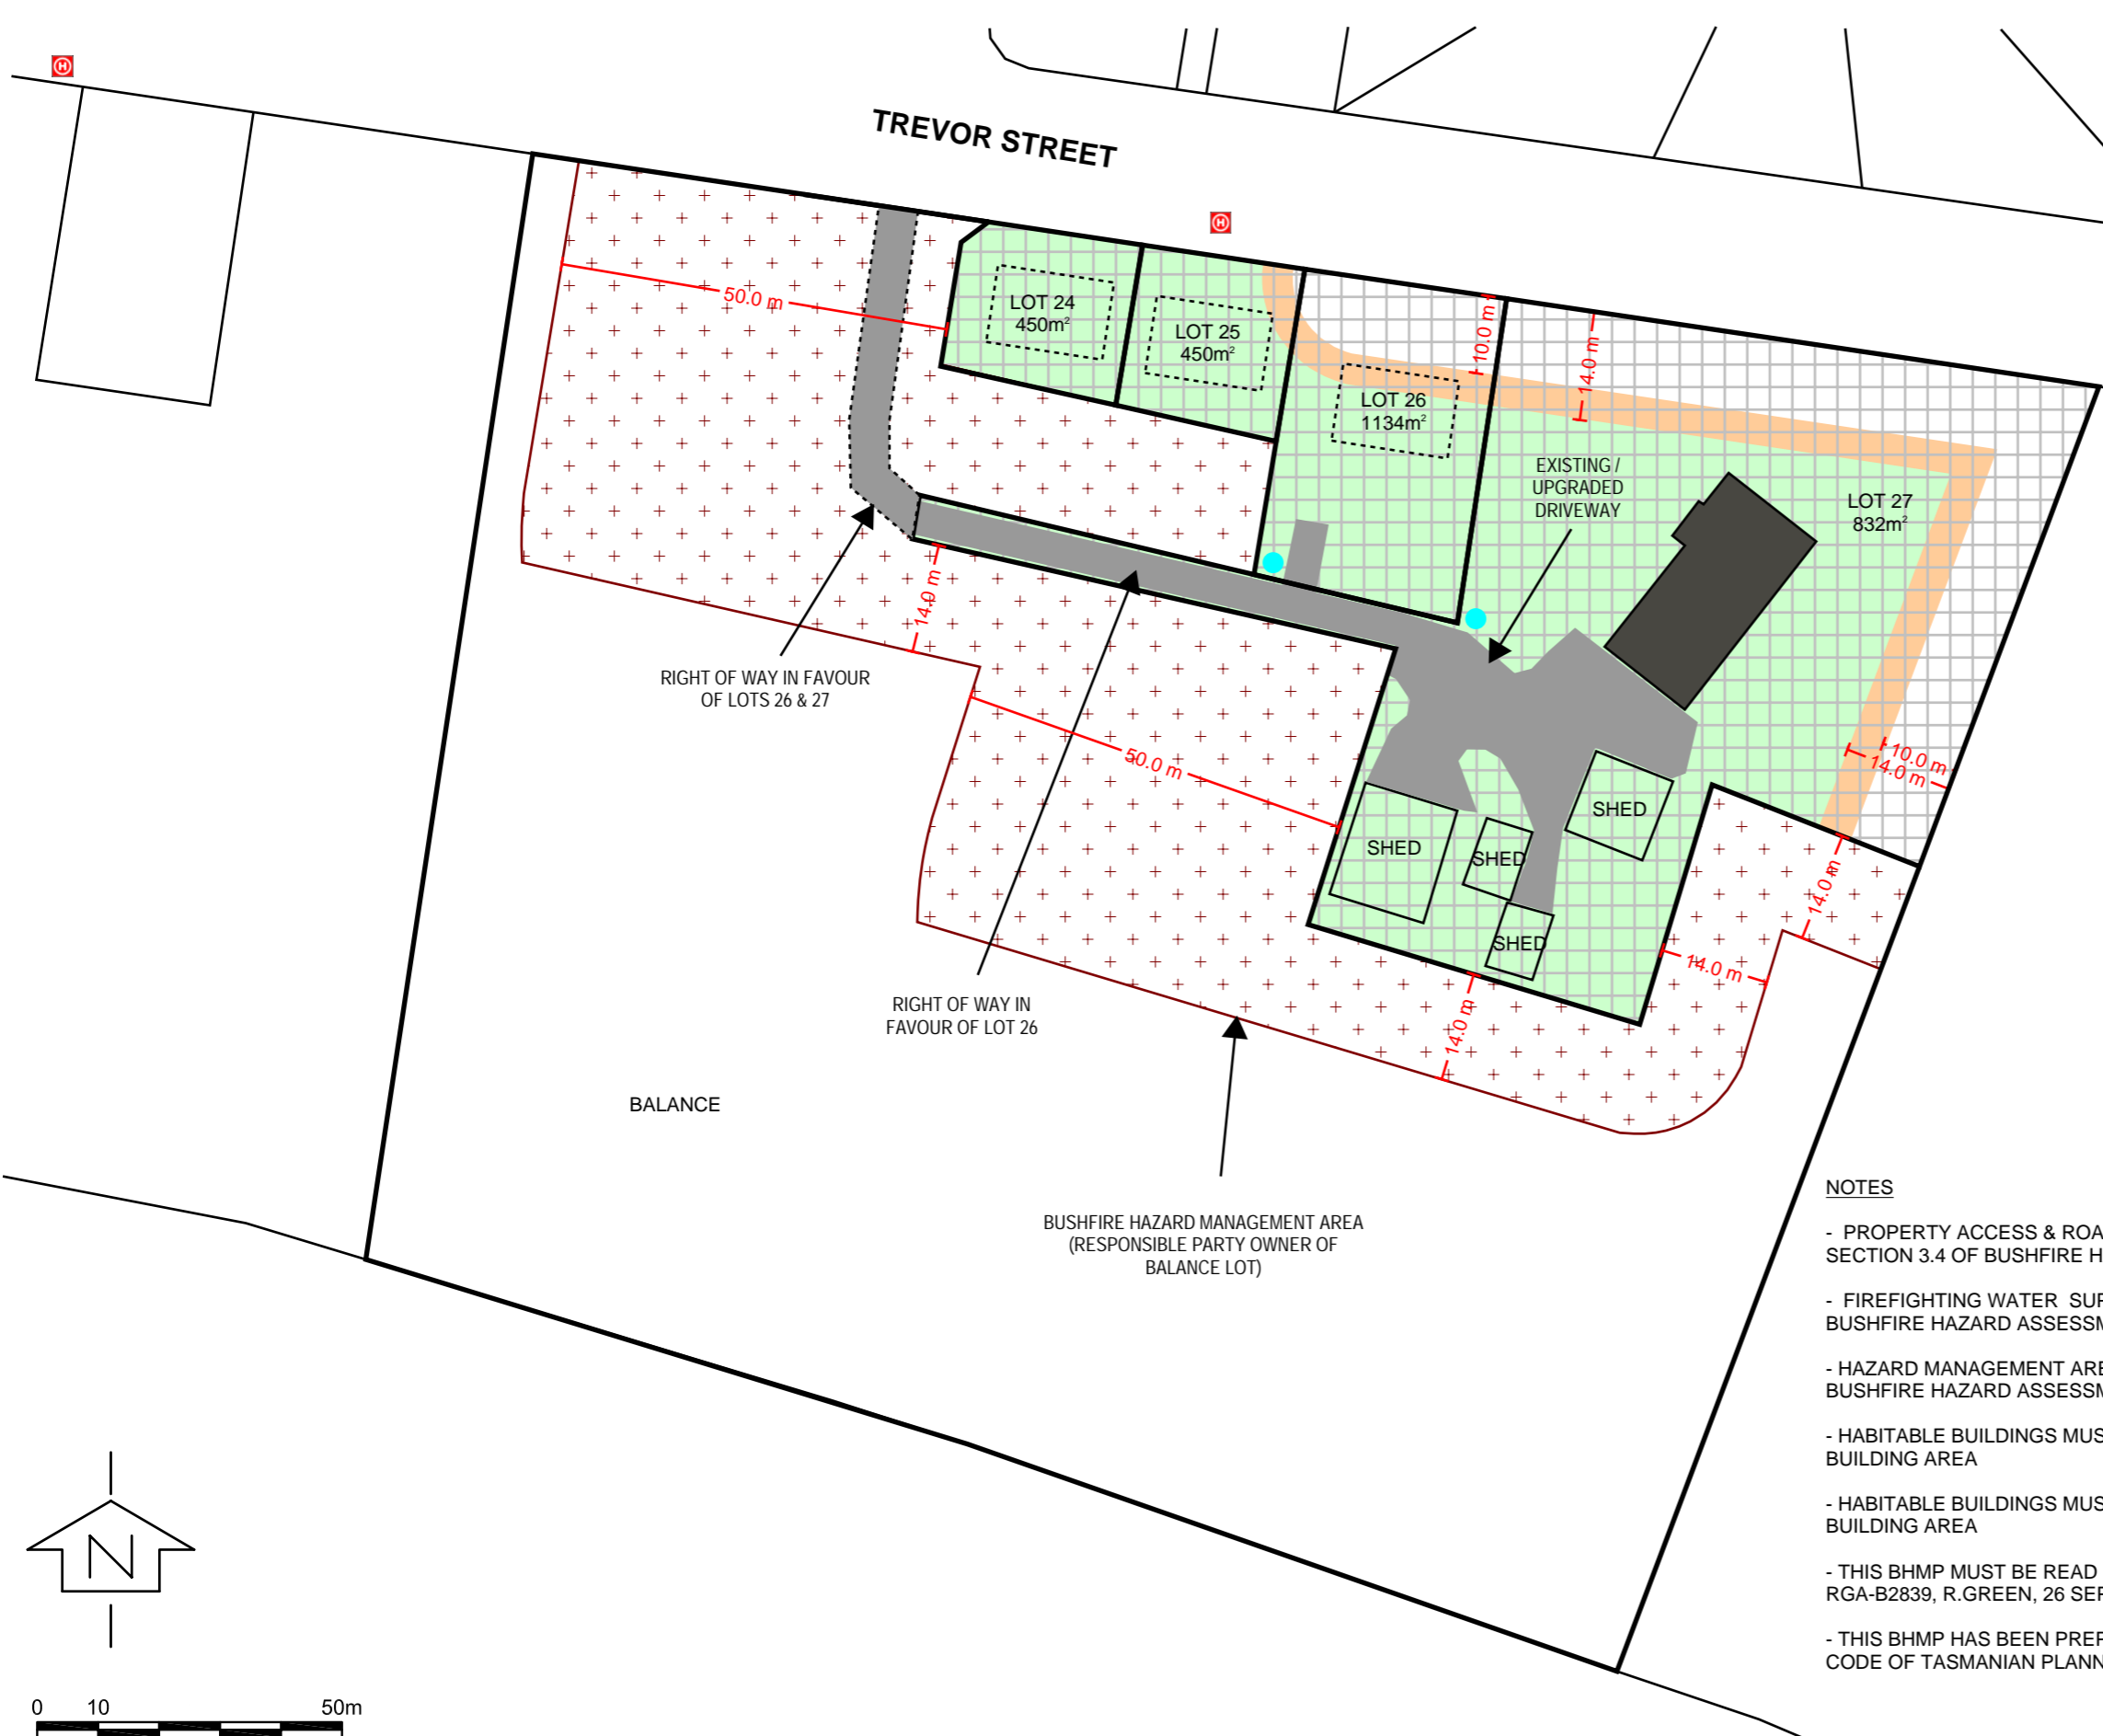 H
TREVOR STREET
H
50.0 m
LOT 24
450m²
LOT 25
450m²
10.0 m
14.0 m
LOT 26
1134m²
EXISTING /
UPGRADED
DRIVEWAY
LOT 27
832m²
14.0 m
RIGHT OF WAY IN FAVOUR
OF LOTS 26 & 27
50.0 m
10.0 m
14.0 m
SHED
SHED
SHED
SHED
14.0 m
14.0 m
14.0 m
RIGHT OF WAY IN
FAVOUR OF LOT 26
BALANCE
BUSHFIRE HAZARD MANAGEMENT AREA
(RESPONSIBLE PARTY OWNER OF
BALANCE LOT)
NOTES
- PROPERTY ACCESS & ROA
SECTION 3.4 OF BUSHFIRE H
- FIREFIGHTING WATER SUP
BUSHFIRE HAZARD ASSESSM
- HAZARD MANAGEMENT ARE
BUSHFIRE HAZARD ASSESSM
- HABITABLE BUILDINGS MUS
BUILDING AREA
- HABITABLE BUILDINGS MUS
BUILDING AREA
- THIS BHMP MUST BE READ
RGA-B2839, R.GREEN, 26 SEP
- THIS BHMP HAS BEEN PREP
CODE OF TASMANIAN PLANN
N
0 10 50m